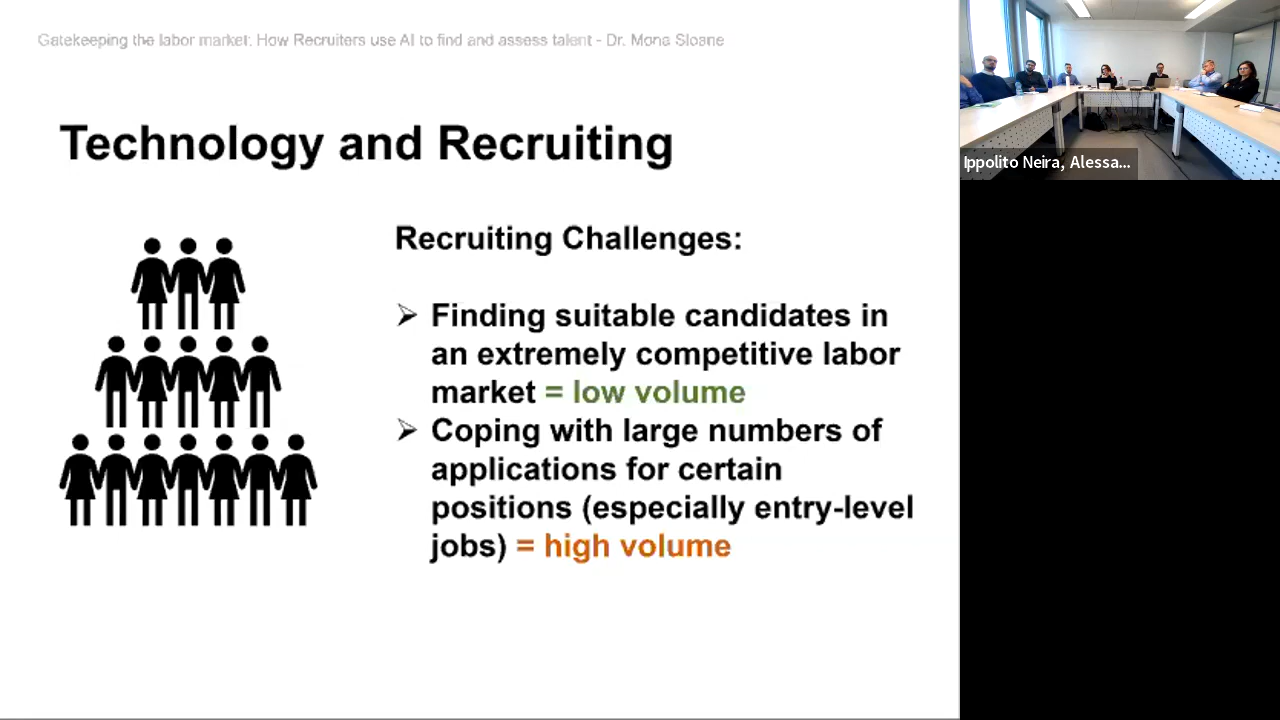 Gatekeeping the labor market: How Recruiters use AI to find and assess talent - Dr. Mona Sloane
Technology and Recruiting
Recruiting Challenges:
➢ Finding suitable candidates in
an extremely competitive labor
market = low volume
➢ Coping with large numbers of
applications for certain
positions (especially entry-level
jobs) = high volume
Ippolito Neira, Alessa...